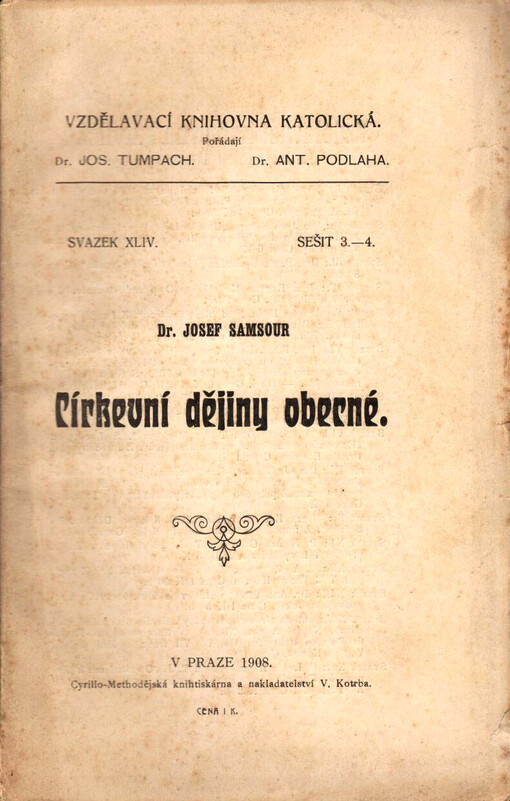 VZDĚLAVACÍ KNIHOVNA KATOLICKÁ.
Pořádají
Dr. JOS. TUMPACH. Dr. ANT. PODLAHA.
SVAZEK XLIV. SEŠIT 3.—4.
Dr. JOSEF SAMSOUR
Církevní dějiny obecné.
V PRAZE 1908.
Cyrillo-Methodějská knihtiskárna a nakladatelství V. Kotrba.
CENA 1 K.